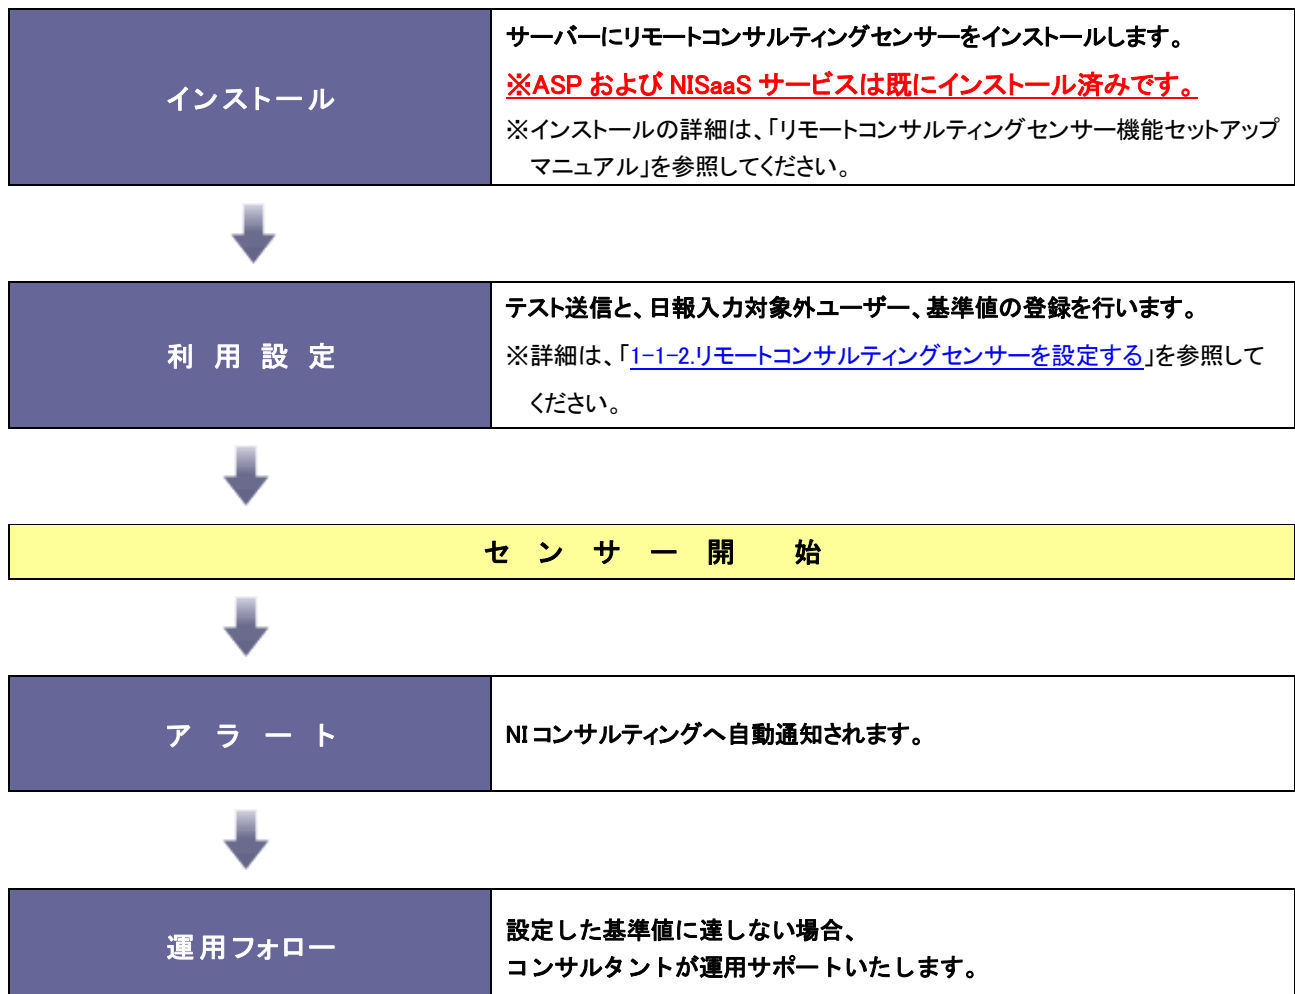 インストール
サーバーにリモートコンサルティングセンサーをインストールします。
※ASP および NISaaS サービスは既にインストール済みです。
※インストールの詳細は、「リモートコンサルティングセンサー機能セットアップ
マニュアル」を参照してください。
利用設定
テスト送信と、日報入力対象外ユーザー、基準値の登録を行います。
※詳細は、「1-1-2.リモートコンサルティングセンサーを設定する」を参照して
ください。
センサー開　始
アラート
NIコンサルティングへ自動通知されます。
運用フォロー
設定した基準値に達しない場合、
コンサルタントが運用サポートいたします。